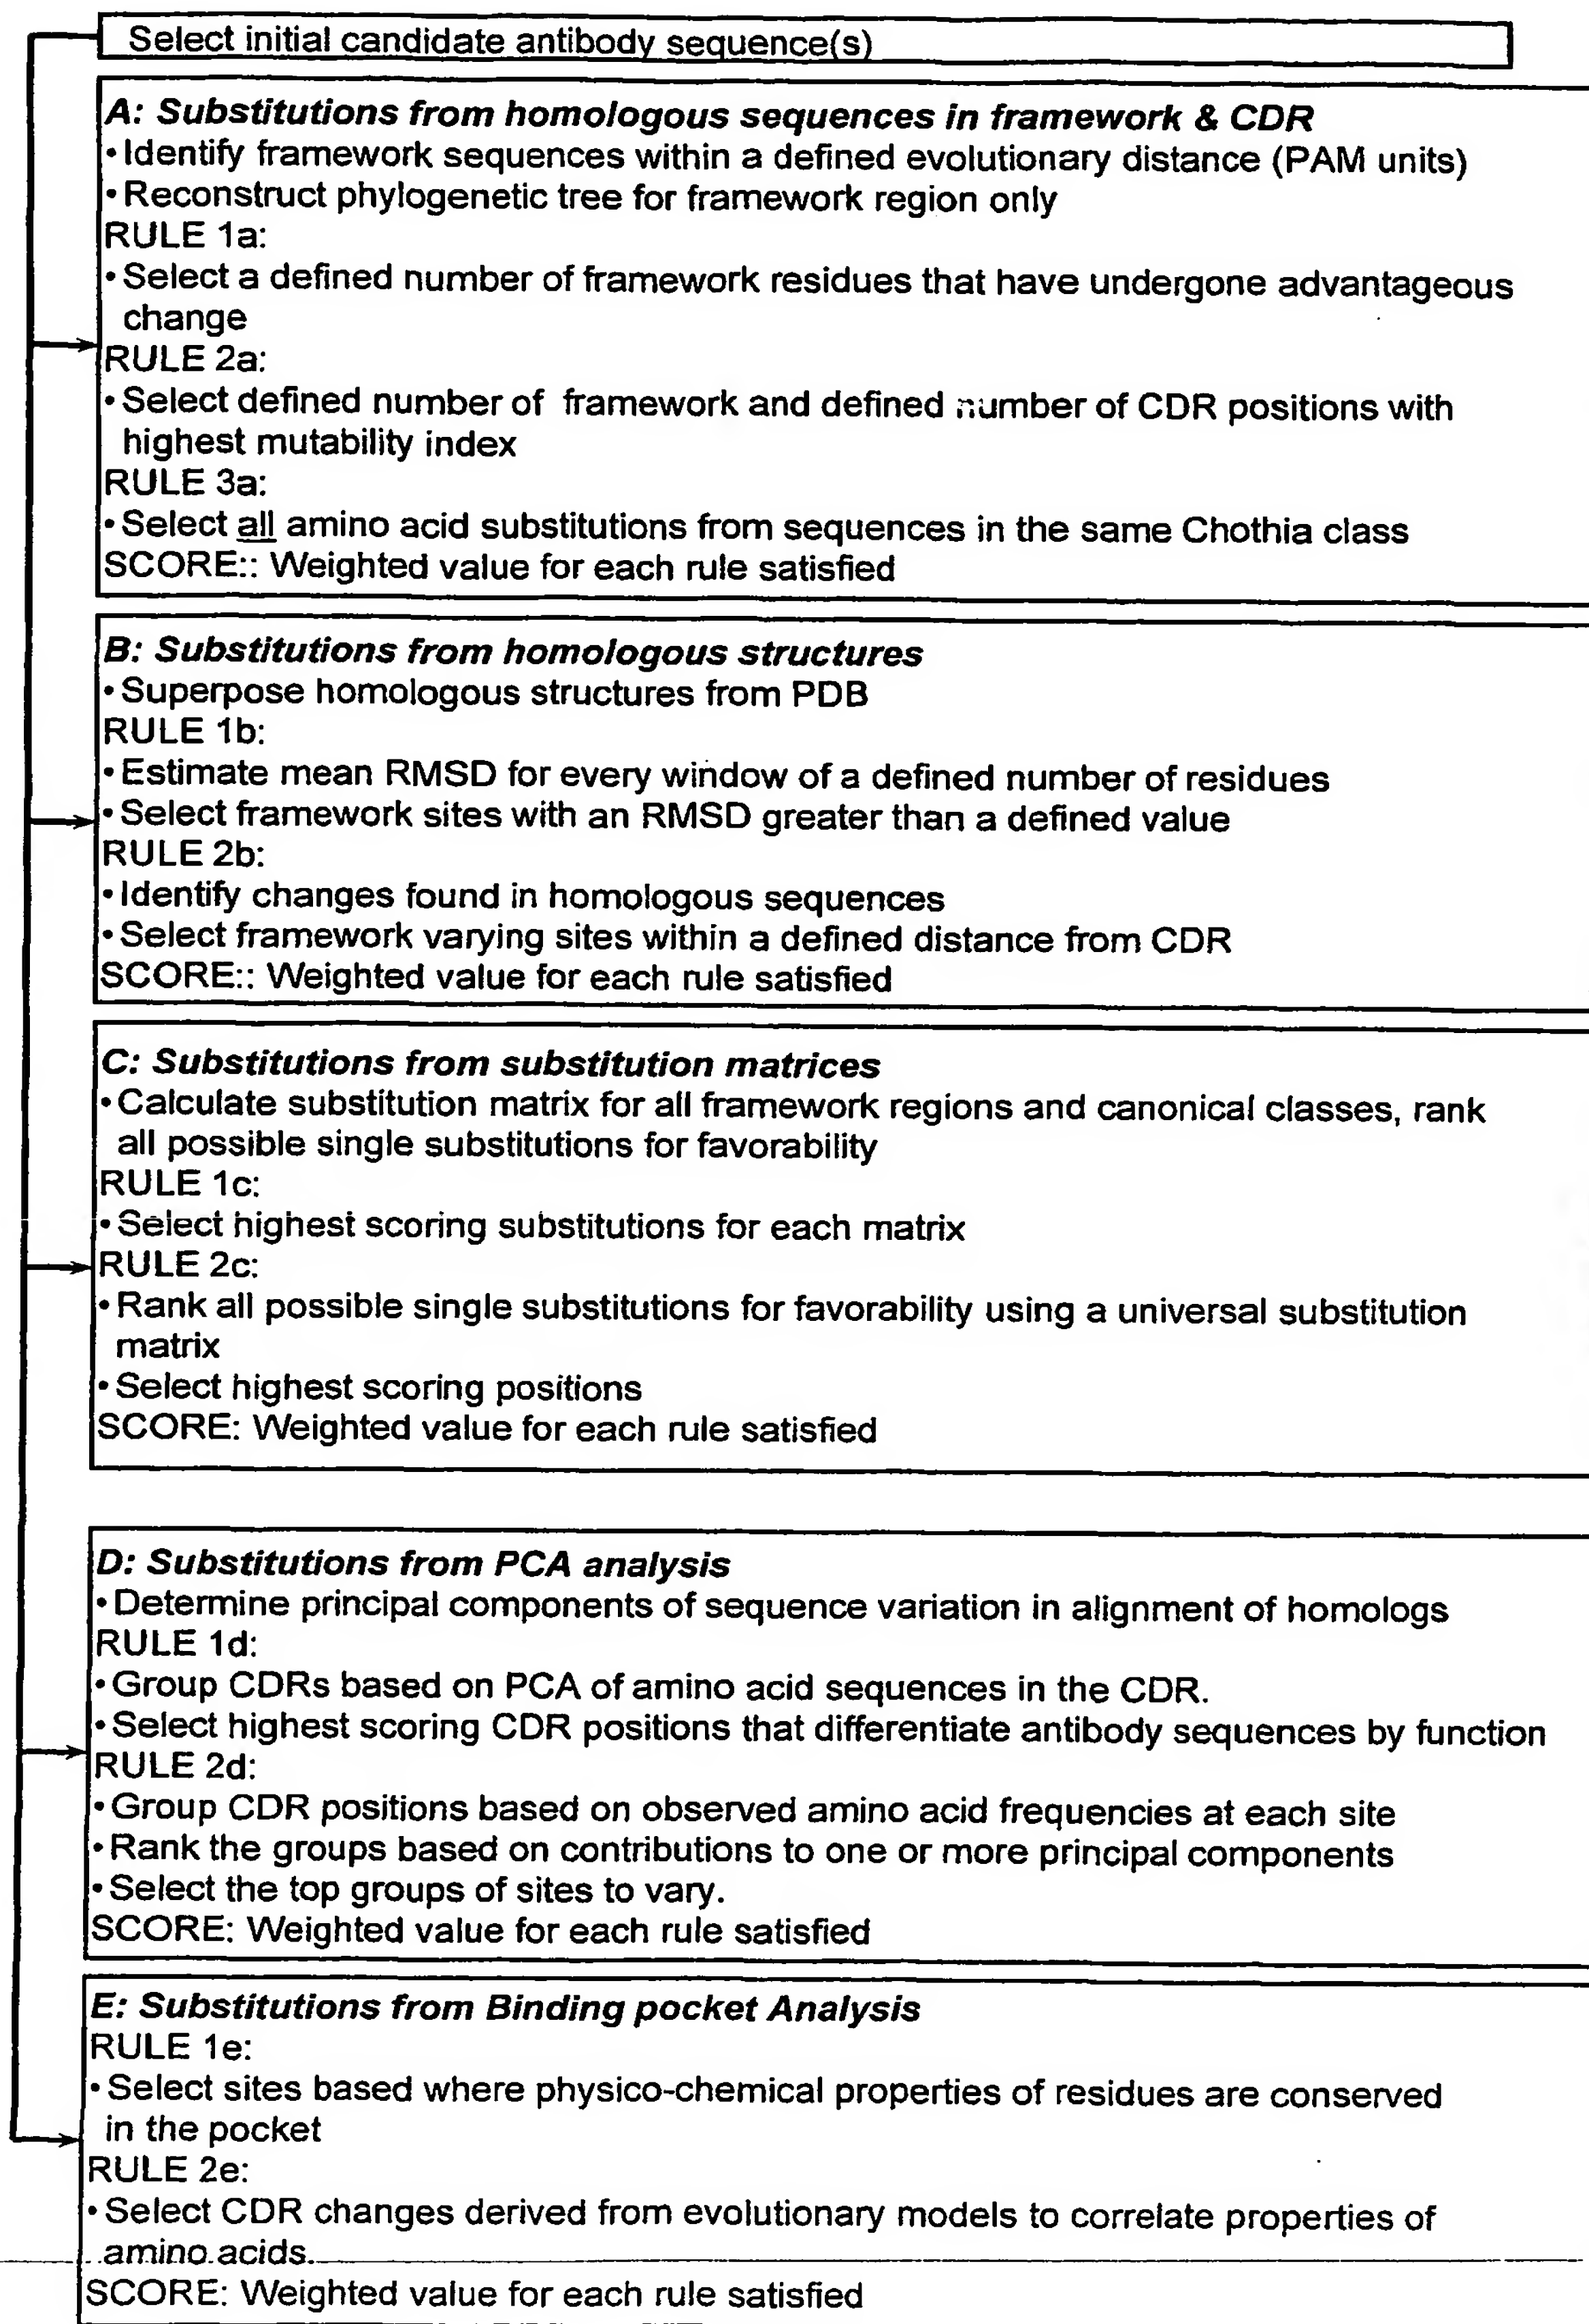 Select initial candidate antibody sequence(s)
A: Substitutions from homologous sequences in framework & CDR
• Identify framework sequences within a defined evolutionary distance (PAM units)
• Reconstruct phylogenetic tree for framework region only
RULE 1a:
• Select a defined number of framework residues that have undergone advantageous
change
RULE 2a:
• Select defined number of framework and defined number of CDR positions with
highest mutability index
RULE 3a:
• Select all amino acid substitutions from sequences in the same Chothia class
SCORE:: Weighted value for each rule satisfied
B: Substitutions from homologous structures
• Superpose homologous structures from PDB
RULE 1b:
• Estimate mean RMSD for every window of a defined number of residues
• Select framework sites with an RMSD greater than a defined value
RULE 2b:
• Identify changes found in homologous sequences
• Select framework varying sites within a defined distance from CDR
SCORE:: Weighted value for each rule satisfied
C: Substitutions from substitution matrices
• Calculate substitution matrix for all framework regions and canonical classes, rank
all possible single substitutions for favorability
RULE 1c:
• Select highest scoring substitutions for each matrix
RULE 2c:
• Rank all possible single substitutions for favorability using a universal substitution
matrix
• Select highest scoring positions
SCORE: Weighted value for each rule satisfied
D: Substitutions from PCA analysis
• Determine principal components of sequence variation in alignment of homologs
RULE 1d:
• Group CDRs based on PCA of amino acid sequences in the CDR.
• Select highest scoring CDR positions that differentiate antibody sequences by function
RULE 2d:
• Group CDR positions based on observed amino acid frequencies at each site
• Rank the groups based on contributions to one or more principal components
• Select the top groups of sites to vary.
SCORE: Weighted value for each rule satisfied
E: Substitutions from Binding pocket Analysis
RULE 1e:
• Select sites based where physico-chemical properties of residues are conserved
in the pocket
RULE 2e:
• Select CDR changes derived from evolutionary models to correlate properties of
amino acids.
SCORE: Weighted value for each rule satisfied